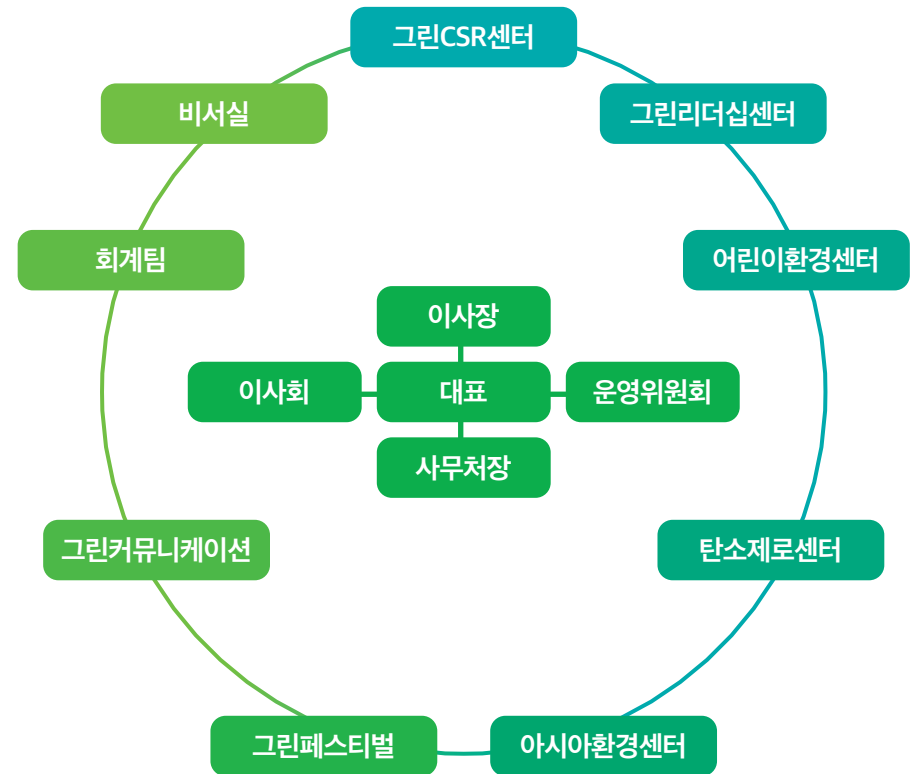 그린CSR센터
비서실
그린리더십센터
회계팀
어린이환경센터
이사장
이사회
대표
운영위원회
사무처장
그린커뮤니케이션
탄소제로센터
그린페스티벌
아시아환경센터